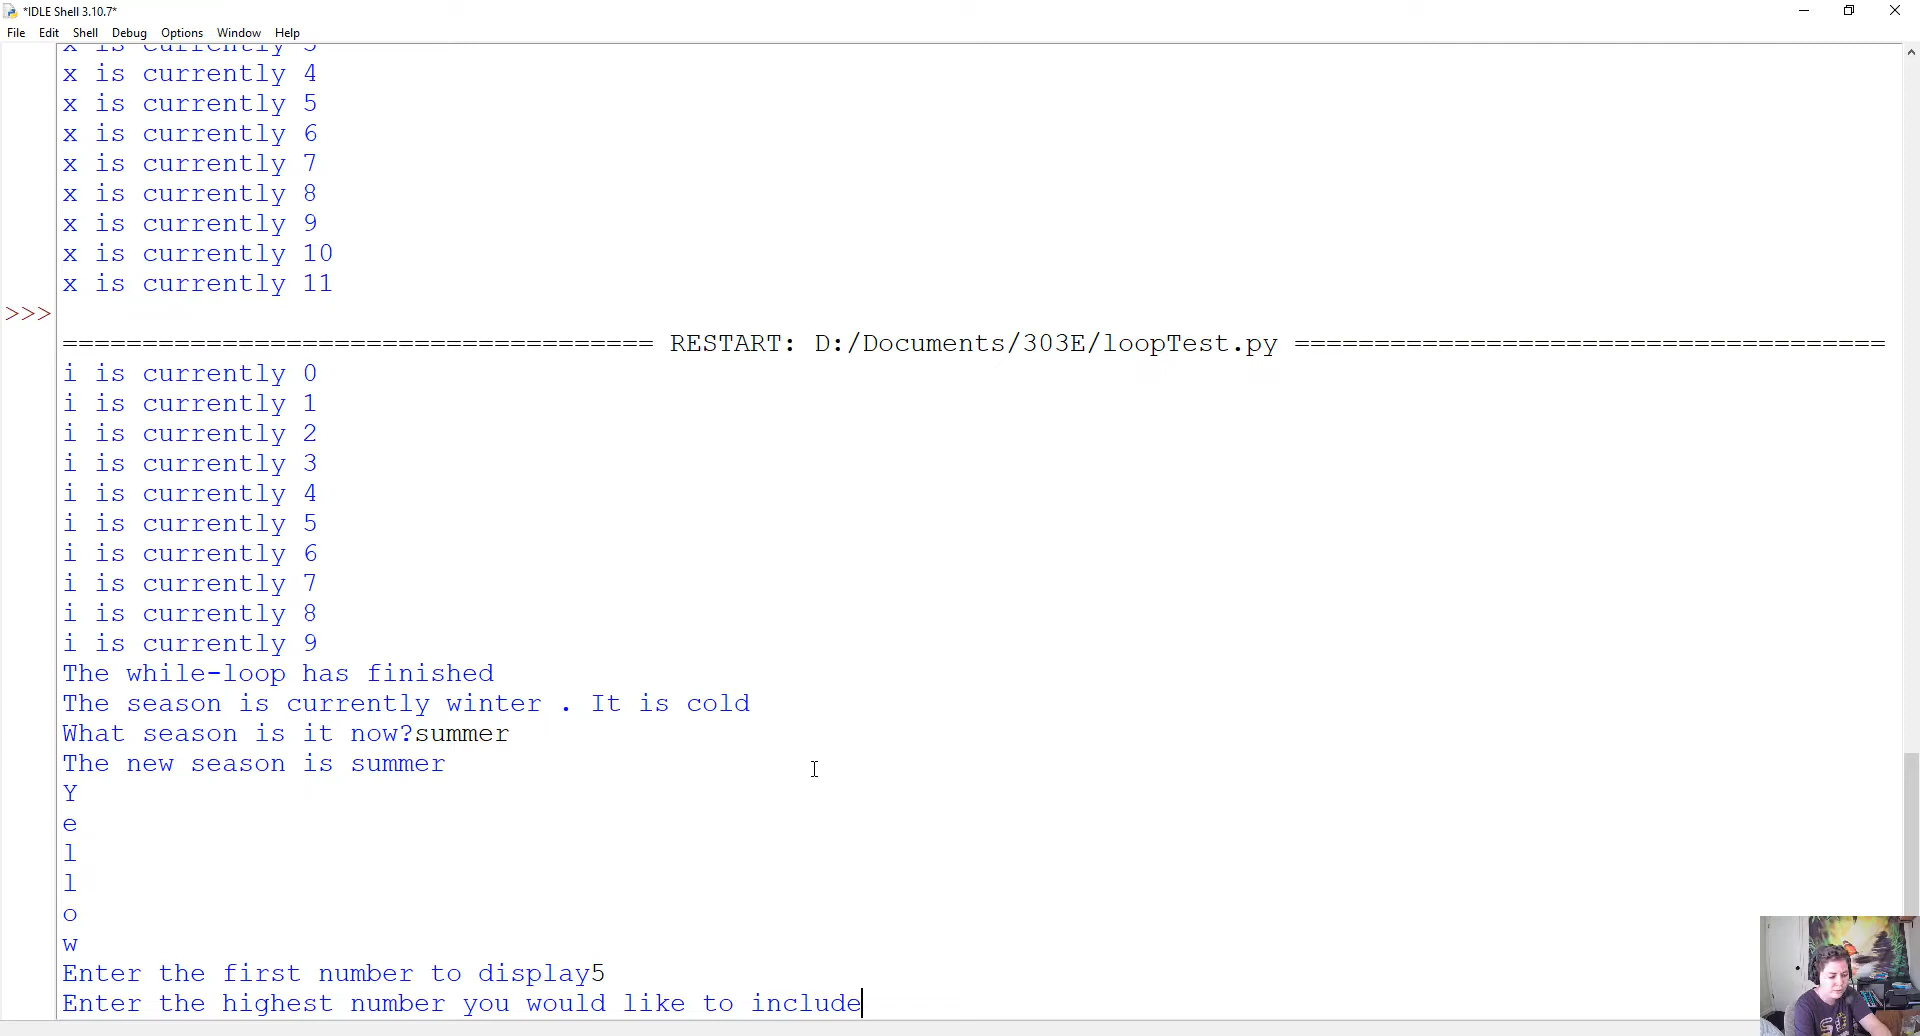 *IDLE Shell 3.10.7*
File Edit Shell Debug Options Window Help
x is currently 3
x is currently 4
x is currently 5
x is currently 6
x is currently 7
x is currently 8
x is currently 9
x is currently 10
x is currently 11
>>>
===================================== RESTART: D:/Documents/303E/loopTest.py =====================================
i is currently 0
i is currently 1
i is currently 2
i is currently 3
i is currently 4
i is currently 5
i is currently 6
i is currently 7
i is currently 8
i is currently 9
The while-loop has finished
The season is currently winter . It is cold
What season is it now?summer
The new season is summer
Y
e
l
l
o
w
Enter the first number to display5
Enter the highest number you would like to include